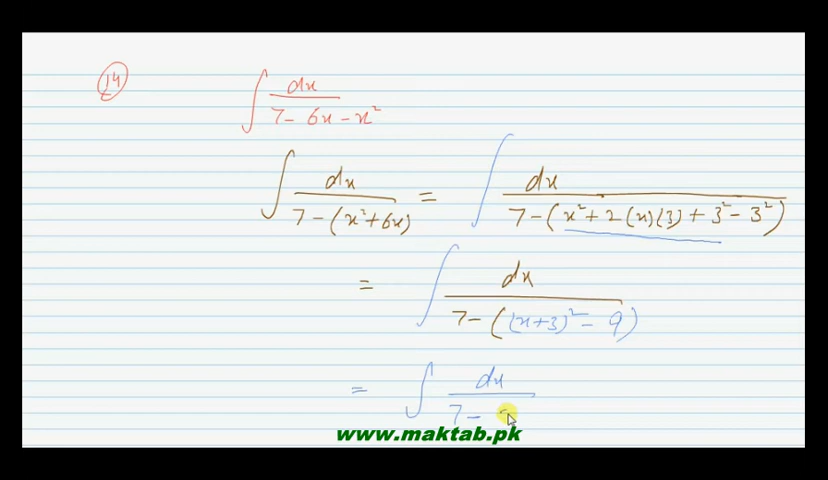 14
∫ dx / 7 - 6x - x²
∫ dx / 7 - (x² + 6x) = ∫ dx / 7 - (x² + 2(x)(3) + 3² - 3²)
= ∫ dx / 7 - ((x+3)² - 9)
= ∫ dx / 7 -
www.maktab.pk